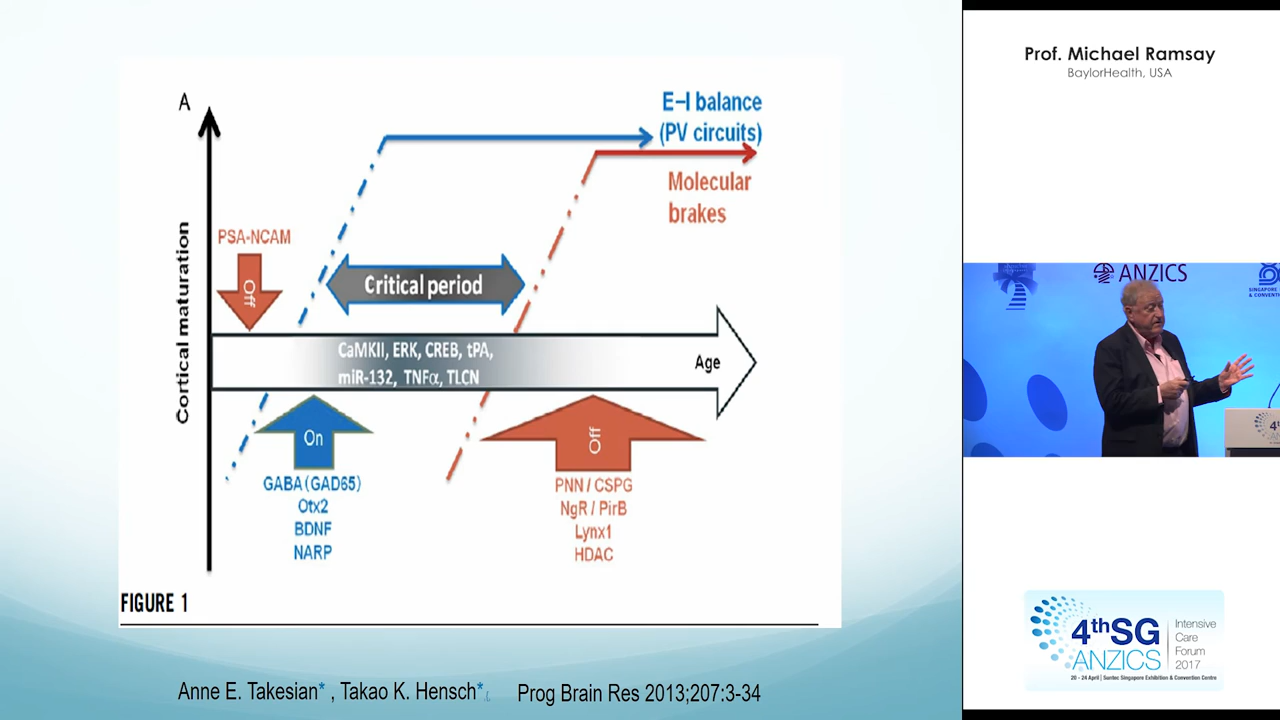 A
E–I balance
(PV circuits)
Molecular
brakes
PSA-NCAM
Off
Critical period
Cortical maturation
CaMKII, ERK, CREB, tPA,
miR-132, TNFα, TLCN
Age
On
Off
GABA (GAD65)
Otx2
BDNF
NARP
PNN / CSPG
NgR / PirB
Lynx1
HDAC
FIGURE 1
Anne E. Takesian* , Takao K. Hensch*, Prog Brain Res 2013;207:3-34
Prof. Michael Ramsay
BaylorHealth, USA
ANZICS
SINGAPORE
& CONVENTI
4th
4thSG
ANZICS
Intensive
Care
Forum
2017
20 - 24 April | Suntec Singapore Exhibition & Convention Centre